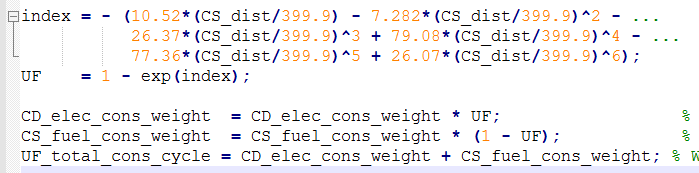 index = - (10.52*(CS_dist/399.9) - 7.282*(CS_dist/399.9)^2 - ...
26.37*(CS_dist/399.9)^3 + 79.08*(CS_dist/399.9)^4 - ...
77.36*(CS_dist/399.9)^5 + 26.07*(CS_dist/399.9)^6);
UF = 1 - exp(index);
CD_elec_cons_weight = CD_elec_cons_weight * UF; %
CS_fuel_cons_weight = CS_fuel_cons_weight * (1 - UF); %
UF_total_cons_cycle = CD_elec_cons_weight + CS_fuel_cons_weight; % W